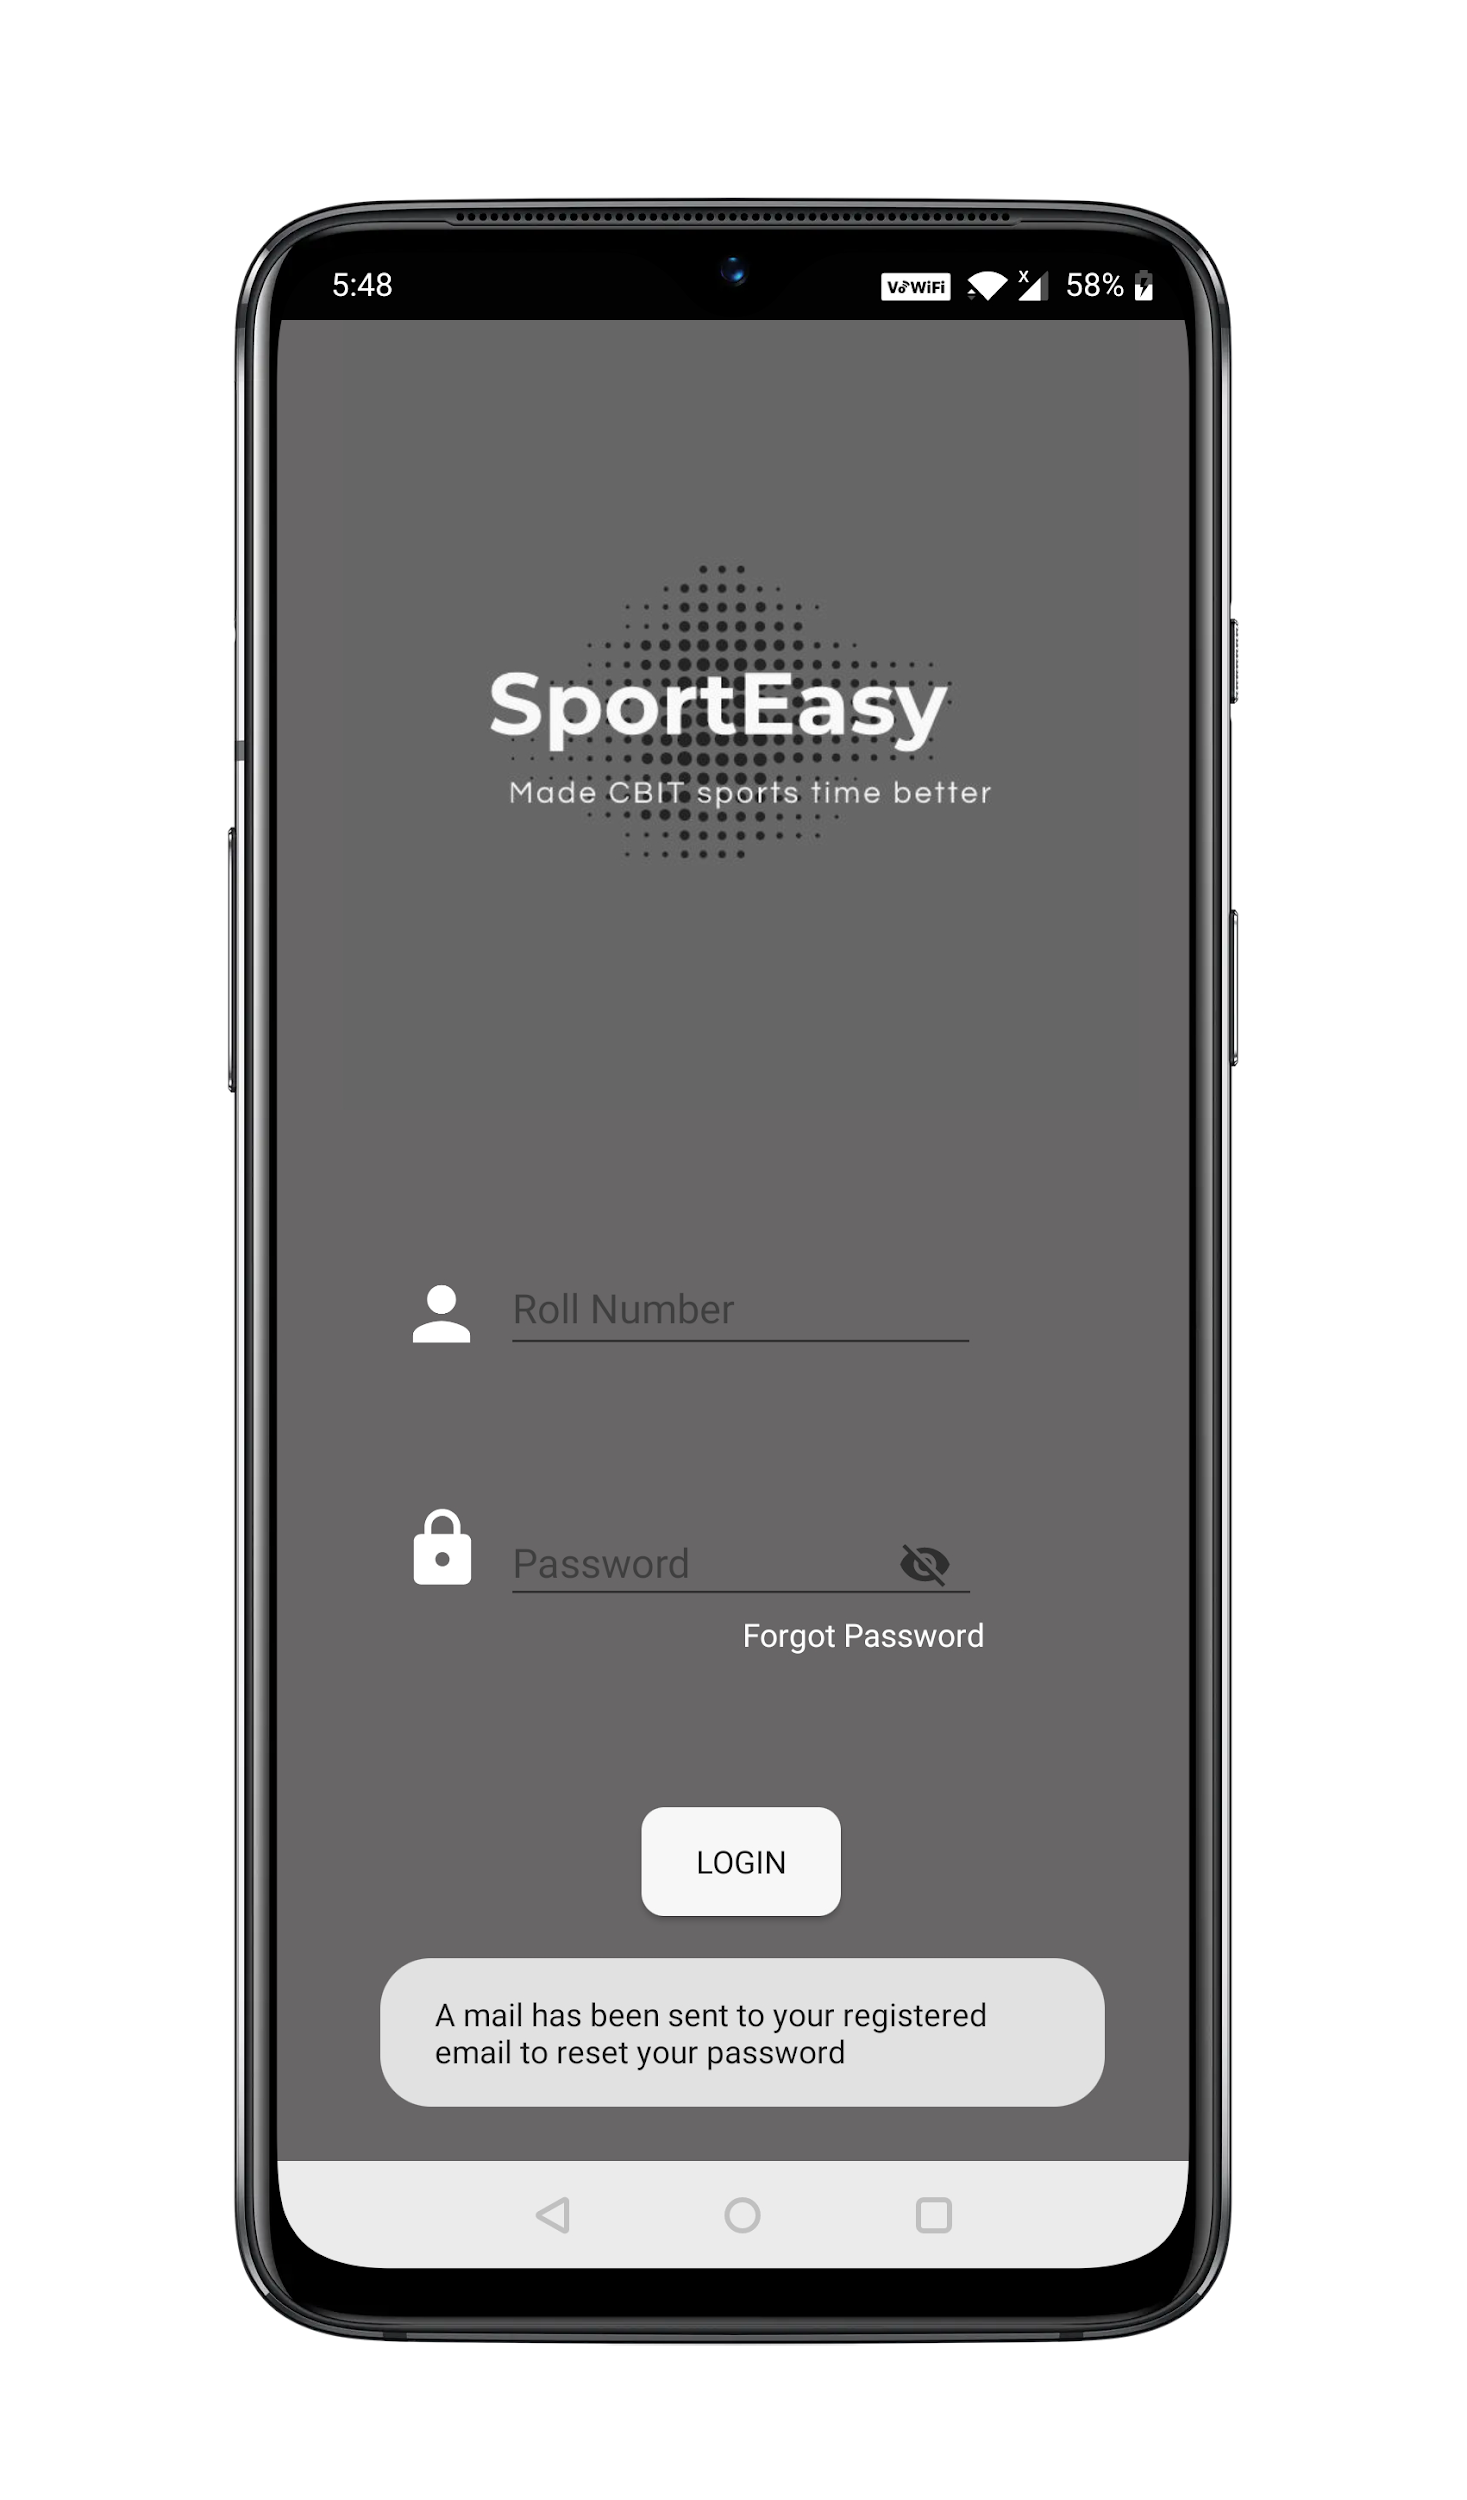 5:48
VoWiFi
x
58%
SportEasy
Made CBIT sports time better
Roll Number
Password
Forgot Password
LOGIN
A mail has been sent to your registered
email to reset your password